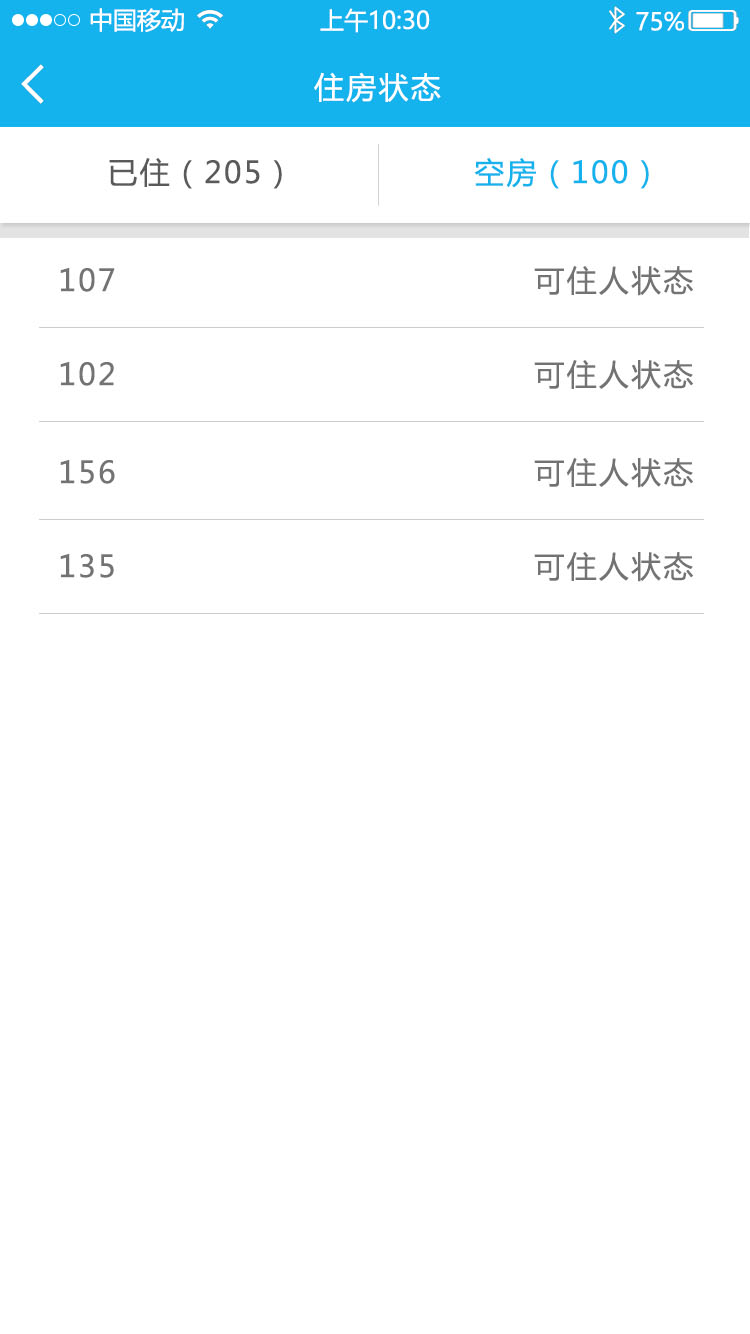 中国移动 上午10:30 75%
住房状态
已住（205） 空房（100）
107 可住人状态
102 可住人状态
156 可住人状态
135 可住人状态